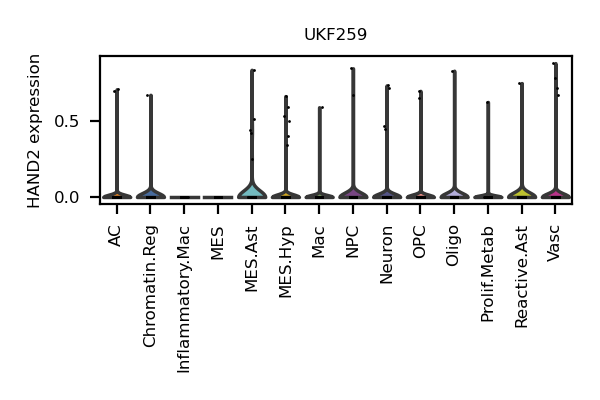 UKF259
HAND2 expression
0.5
0.0
AC
Chromatin.Reg
Inflammatory.Mac
MES
MES.Ast
MES.Hyp
Mac
NPC
Neuron
OPC
Oligo
Prolif.Metab
Reactive.Ast
Vasc